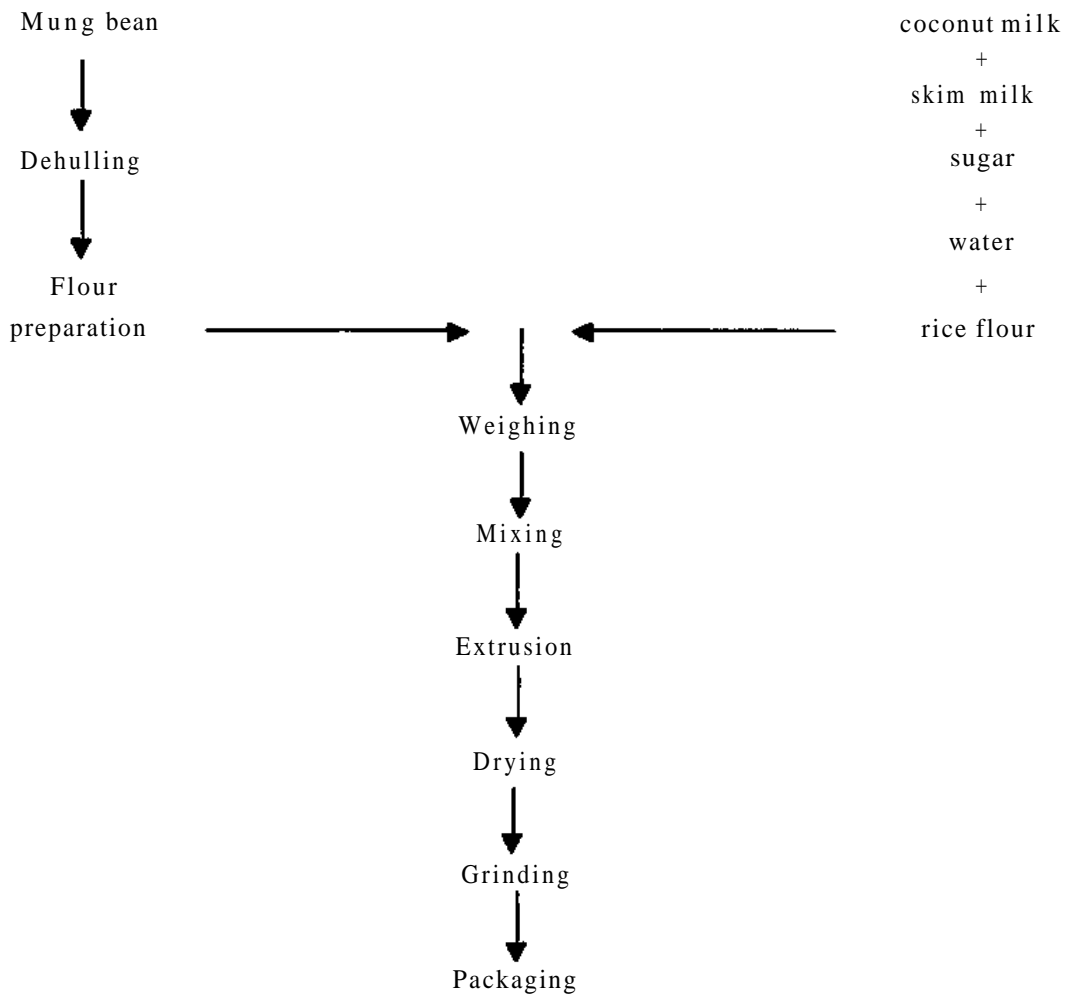 Mung bean
Dehulling
Flour
preparation
coconut milk
+
skim milk
+
sugar
+
water
+
rice flour
Weighing
Mixing
Extrusion
Drying
Grinding
Packaging